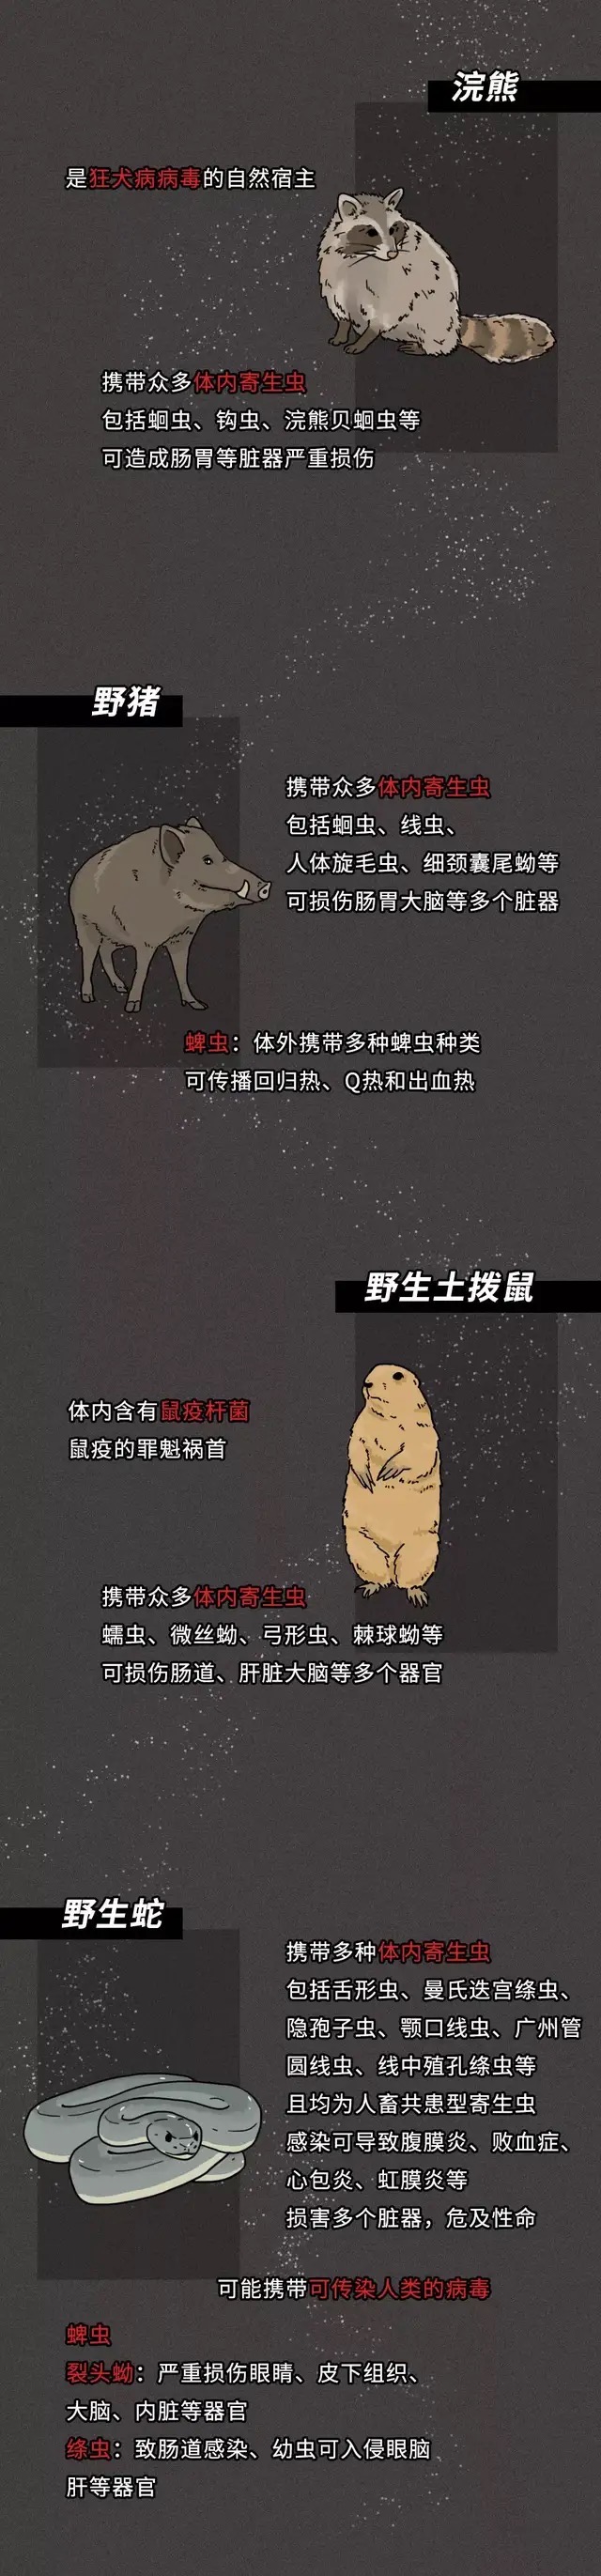 浣熊
是狂犬病病毒的自然宿主
携带众多体内寄生虫
包括蛔虫、钩虫、浣熊贝蛔虫等
可造成肠胃等脏器严重损伤
野猪
携带众多体内寄生虫
包括蛔虫、线虫、
人体旋毛虫、细颈囊尾蚴等
可损伤肠胃大脑等多个脏器
蜱虫：体外携带多种蜱虫种类
可传播回归热、Q热和出血热
野生土拨鼠
体内含有鼠疫杆菌
鼠疫的罪魁祸首
携带众多体内寄生虫
蠕虫、微丝蚴、弓形虫、棘球蚴等
可损伤肠道、肝脏大脑等多个器官
野生蛇
携带多种体内寄生虫
包括舌形虫、曼氏迭宫绦虫、
隐孢子虫、颚口线虫、广州管
圆线虫、线中殖孔绦虫等
且均为人畜共患型寄生虫
感染可导致腹膜炎、败血症、
心包炎、虹膜炎等
损害多个脏器，危及性命
可能携带可传染人类的病毒
蜱虫
裂头蚴：严重损伤眼睛、皮下组织、
大脑、内脏等器官
绦虫：致肠道感染、幼虫可入侵眼脑
肝等器官